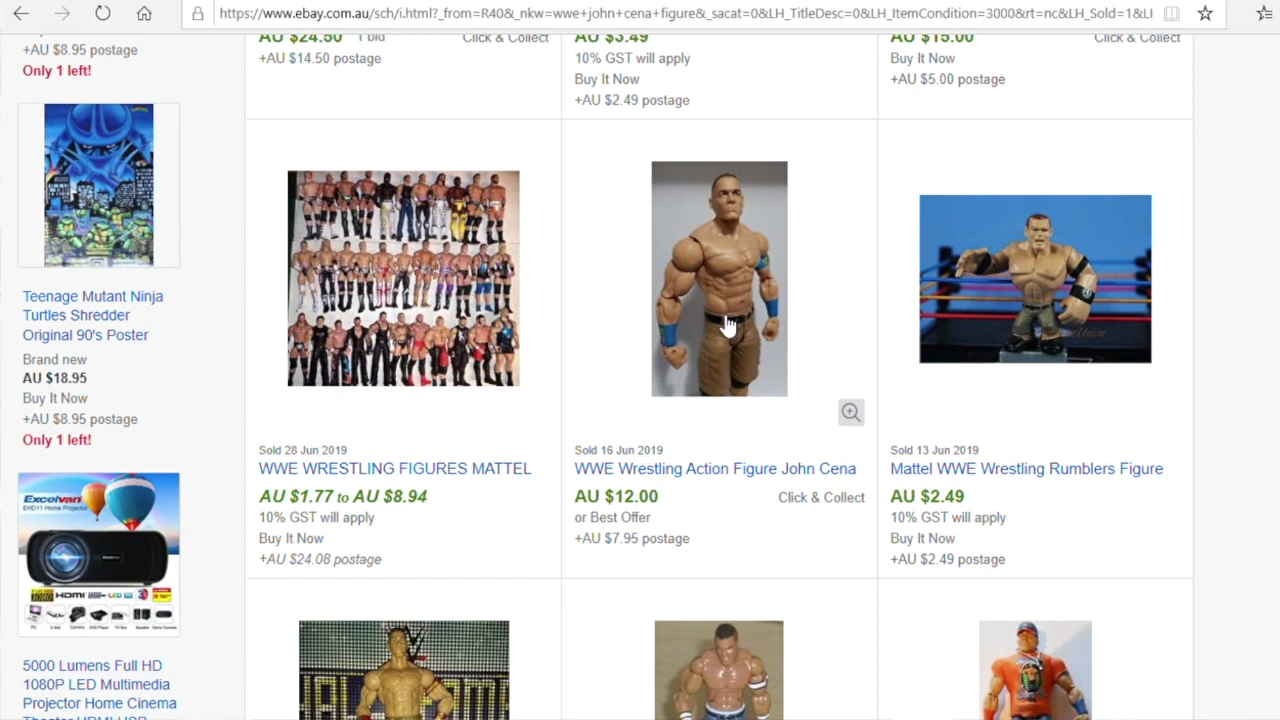 https://www.ebay.com.au/sch/i.html?_from=R40&_nkw=wwe+john+cena+figure&_sacat=0&LH_TitleDesc=0&LH_ItemCondition=3000&rt=nc&LH_Sold=1&LH
+AU $8.95 postage
Only 1 left!
Teenage Mutant Ninja
Turtles Shredder
Original 90's Poster
Brand new
AU $18.95
Buy It Now
+AU $8.95 postage
Only 1 left!
Excelvan
EHD11 Home Projector
HDMI
USB
5000 Lumens Full HD
1080P LED Multimedia
Projector Home Cinema
AU $24.50 1 bid Click & Collect
+AU $14.50 postage
AU $3.49
10% GST will apply
Buy It Now
+AU $2.49 postage
AU $15.00 Click & Collect
Buy It Now
+AU $5.00 postage
Sold 28 Jun 2019
WWE WRESTLING FIGURES MATTEL
AU $1.77 to AU $8.94
10% GST will apply
Buy It Now
+AU $24.08 postage
Sold 16 Jun 2019
WWE Wrestling Action Figure John Cena
AU $12.00 Click & Collect
or Best Offer
+AU $7.95 postage
Sold 13 Jun 2019
Mattel WWE Wrestling Rumblers Figure
AU $2.49
10% GST will apply
Buy It Now
+AU $2.49 postage